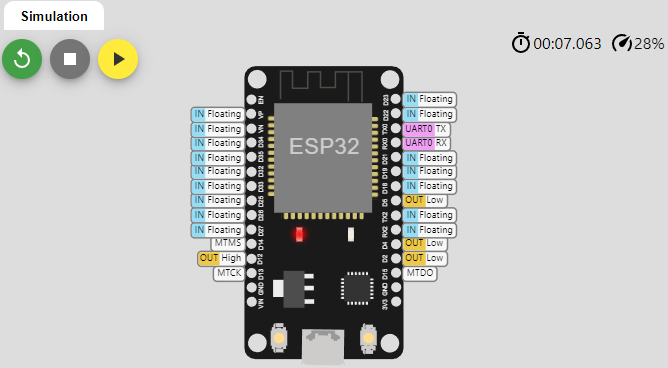 Simulation
00:07.063 28%
EN
IN Floating VP
IN Floating VN
IN Floating D34
IN Floating D35
IN Floating D32
IN Floating D33
IN Floating D25
IN Floating D26
IN Floating D27
MTMS D14
OUT High D12
MTCK D13
GND
VIN
ESP32
D23 IN Floating
D22 IN Floating
TX0 UART0 TX
RX0 UART0 RX
D21 IN Floating
D19 IN Floating
D18 IN Floating
D5 OUT Low
TX2 IN Floating
RX2 IN Floating
D4 OUT Low
D2 OUT Low
D15 MTDO
GND
3V3